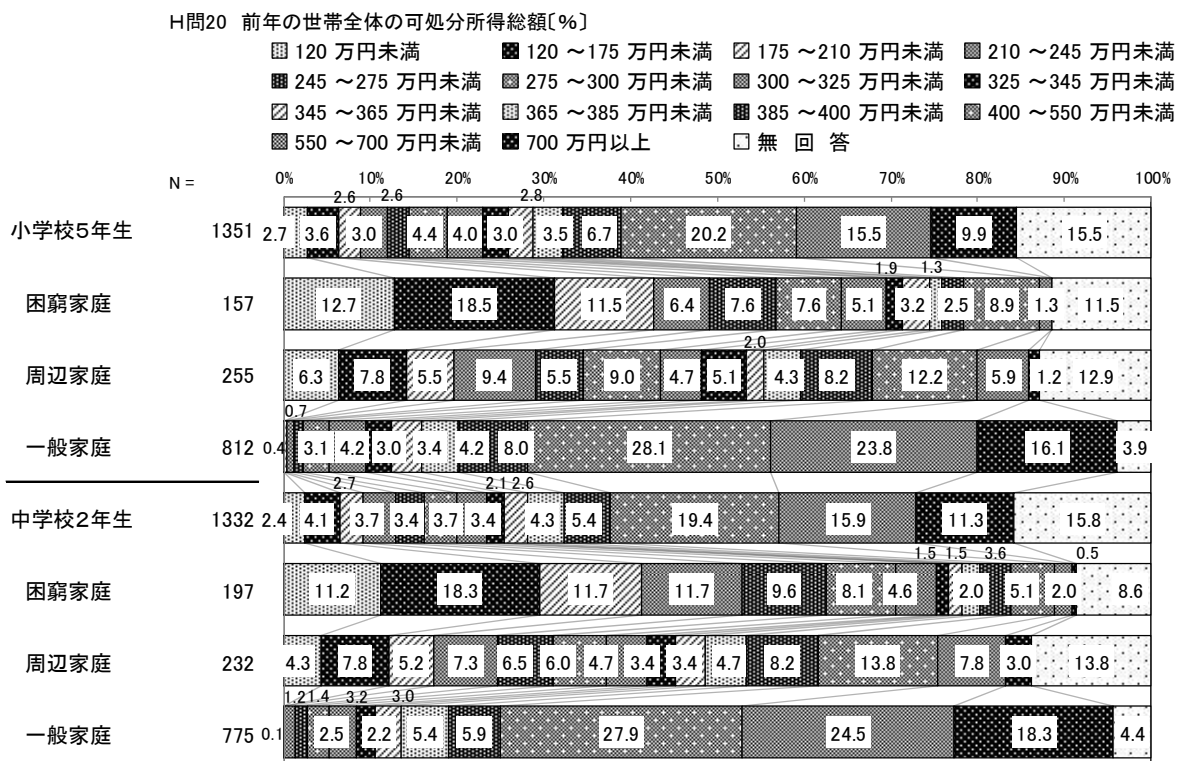 H問20 前年の世帯全体の可処分所得総額〔%〕
120 万円未満 120 ～175 万円未満 175 ～210 万円未満 210 ～245 万円未満
245 ～275 万円未満 275 ～300 万円未満 300 ～325 万円未満 325 ～345 万円未満
345 ～365 万円未満 365 ～385 万円未満 385 ～400 万円未満 400 ～550 万円未満
550 ～700 万円未満 700 万円以上 無 回 答
N = 0% 10% 20% 30% 40% 50% 60% 70% 80% 90% 100%
2.6 2.6 2.8
小学校5年生 1351 2.7 3.6 3.0 4.4 4.0 3.0 3.5 6.7 20.2 15.5 9.9 15.5
1.9 1.3
困窮家庭 157 12.7 18.5 11.5 6.4 7.6 7.6 5.1 3.2 2.5 8.9 1.3 11.5
2.0
周辺家庭 255 6.3 7.8 5.5 9.4 5.5 9.0 4.7 5.1 4.3 8.2 12.2 5.9 1.2 12.9
0.7
一般家庭 812 0.4 3.1 4.2 3.0 3.4 4.2 8.0 28.1 23.8 16.1 3.9
2.7 2.1 2.6
中学校2年生 1332 2.4 4.1 3.7 3.4 3.7 3.4 4.3 5.4 19.4 15.9 11.3 15.8
1.5 1.5 3.6 0.5
困窮家庭 197 11.2 18.3 11.7 11.7 9.6 8.1 4.6 2.0 5.1 2.0 8.6
周辺家庭 232 4.3 7.8 5.2 7.3 6.5 6.0 4.7 3.4 3.4 4.7 8.2 13.8 7.8 3.0 13.8
1.2 1.4 3.2 3.0
一般家庭 775 0.1 2.5 2.2 5.4 5.9 27.9 24.5 18.3 4.4